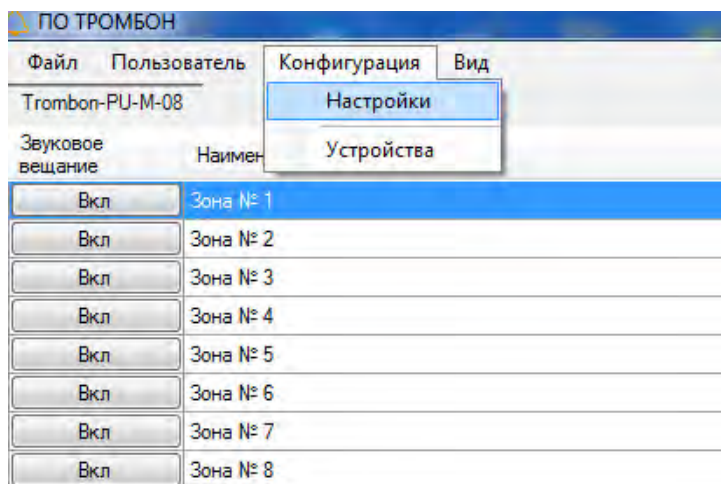 ПО ТРОМБОН
Файл Пользователь Конфигурация Вид
Trombon-PU-M-08 Настройки
Звуковое вещание Наимен Устройства
Вкл Зона № 1
Вкл Зона № 2
Вкл Зона № 3
Вкл Зона № 4
Вкл Зона № 5
Вкл Зона № 6
Вкл Зона № 7
Вкл Зона № 8